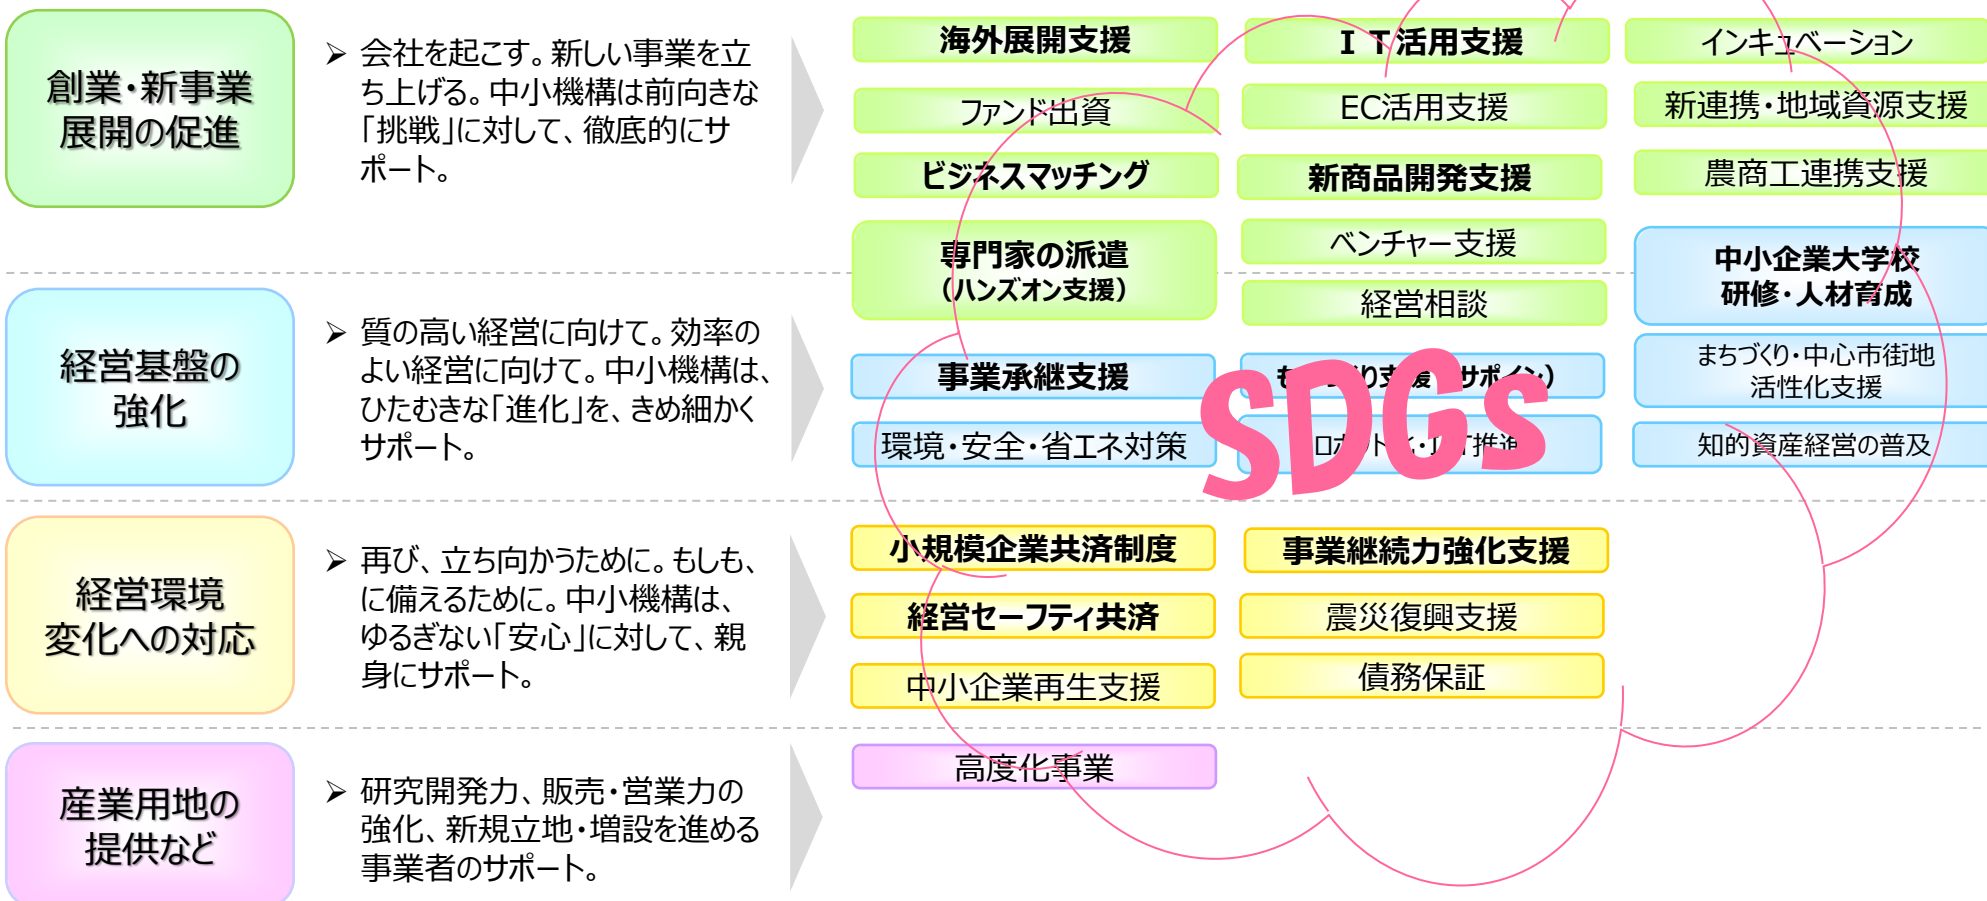 創業・新事業
展開の促進
➢ 会社を起こす。新しい事業を立
ち上げる。中小機構は前向きな
「挑戦」に対して、徹底的にサ
ポート。
海外展開支援
ＩＴ活用支援
インキュベーション
ファンド出資
EC活用支援
新連携・地域資源支援
ビジネスマッチング
新商品開発支援
農商工連携支援
専門家の派遣
（ハンズオン支援）
ベンチャー支援
経営相談
中小企業大学校
研修・人材育成
経営基盤の
強化
➢ 質の高い経営に向けて。効率の
よい経営に向けて。中小機構は、
ひたむきな「進化」を、きめ細かく
サポート。
事業承継支援
り支援
サポイン）
まちづくり・中心市街地
活性化支援
環境・安全・省エネ対策
推進
知的資産経営の普及
SDGs
経営環境
変化への対応
➢ 再び、立ち向かうために。もしも、
に備えるために。中小機構は、
ゆるぎない「安心」に対して、親
身にサポート。
小規模企業共済制度
事業継続力強化支援
経営セーフティ共済
震災復興支援
中小企業再生支援
債務保証
産業用地の
提供など
➢ 研究開発力、販売・営業力の
強化、新規立地・増設を進める
事業者のサポート。
高度化事業